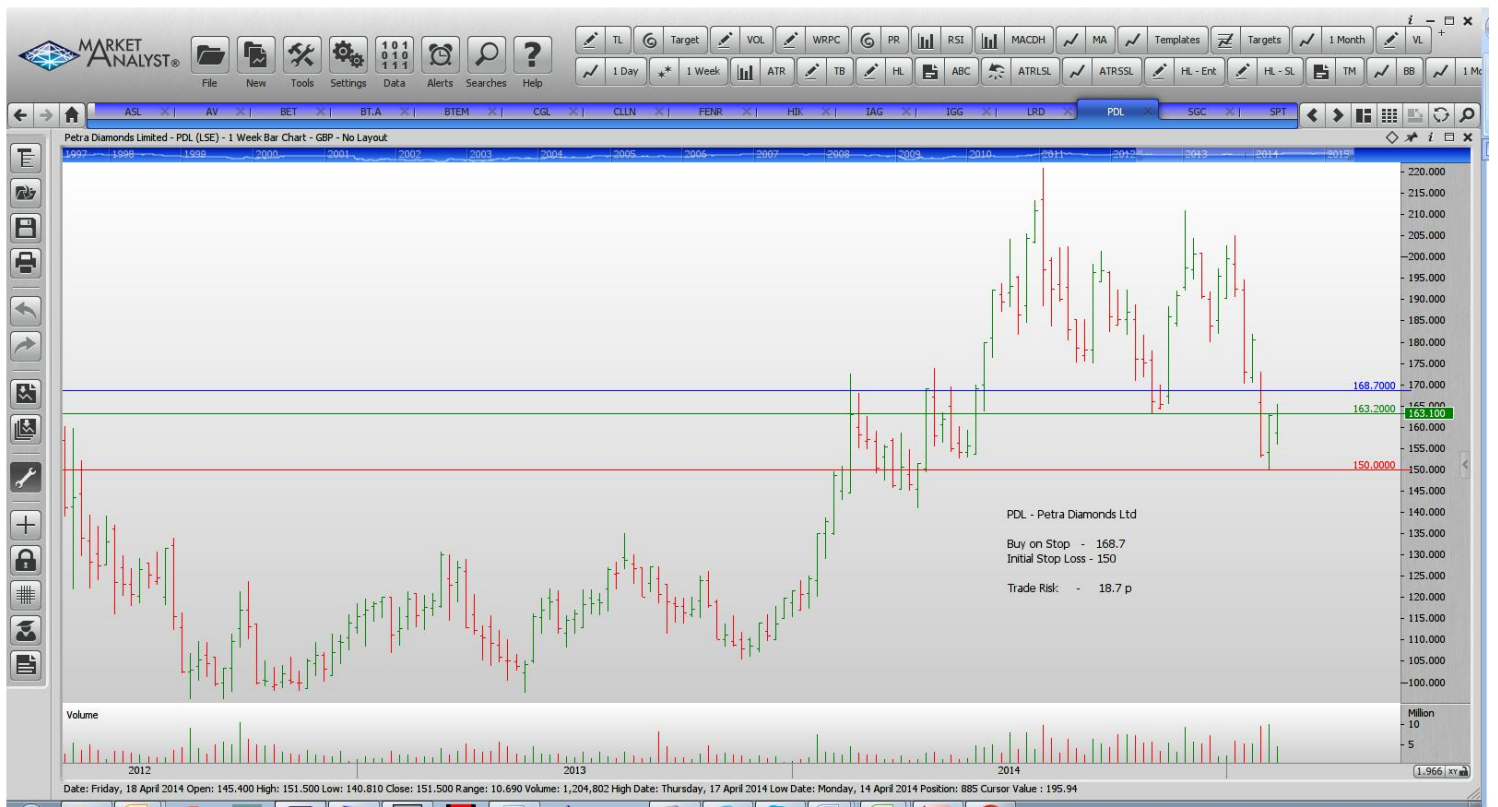 i
MARKET
ANALYST®
File
New
Tools
Settings
101
010
111
Data
Alerts
Searches
?
Help
TL
Target
VOL
WRPC
PR
RSI
MACDH
MA
Templates
Targets
1 Month
VL
1 Day
1 Week
ATR
TB
HL
ABC
ATRLSL
ATRSSL
HL - Ent
HL - SL
TM
BB
ASL
AV
BET
BT.A
BTEM
CGL
CLLN
FENR
HIK
IAG
IGG
LRD
PDL
SGC
SPT
Petra Diamonds Limited - PDL (LSE) - 1 Week Bar Chart - GBP - No Layout
i
1997 1998 1999 2000 2001 2002 2003 2004 2005 2006 2007 2008 2009 2010 2011 2012 2013 2014 2015
220.000
215.000
210.000
205.000
200.000
195.000
190.000
185.000
180.000
175.000
168.7000
170.000
163.2000
165.000
163.100
160.000
155.000
150.0000
150.000
145.000
140.000
135.000
130.000
125.000
120.000
115.000
110.000
105.000
100.000
PDL - Petra Diamonds Ltd
Buy on Stop - 168.7
Initial Stop Loss - 150
Trade Risk - 18.7 p
Volume
Million
10
5
2012
2013
2014
1.966 XY
Date: Friday, 18 April 2014 Open: 145.400 High: 151.500 Low: 140.810 Close: 151.500 Range: 10.690 Volume: 1,204,802 High Date: Thursday, 17 April 2014 Low Date: Monday, 14 April 2014 Position: 885 Cursor Value : 195.94